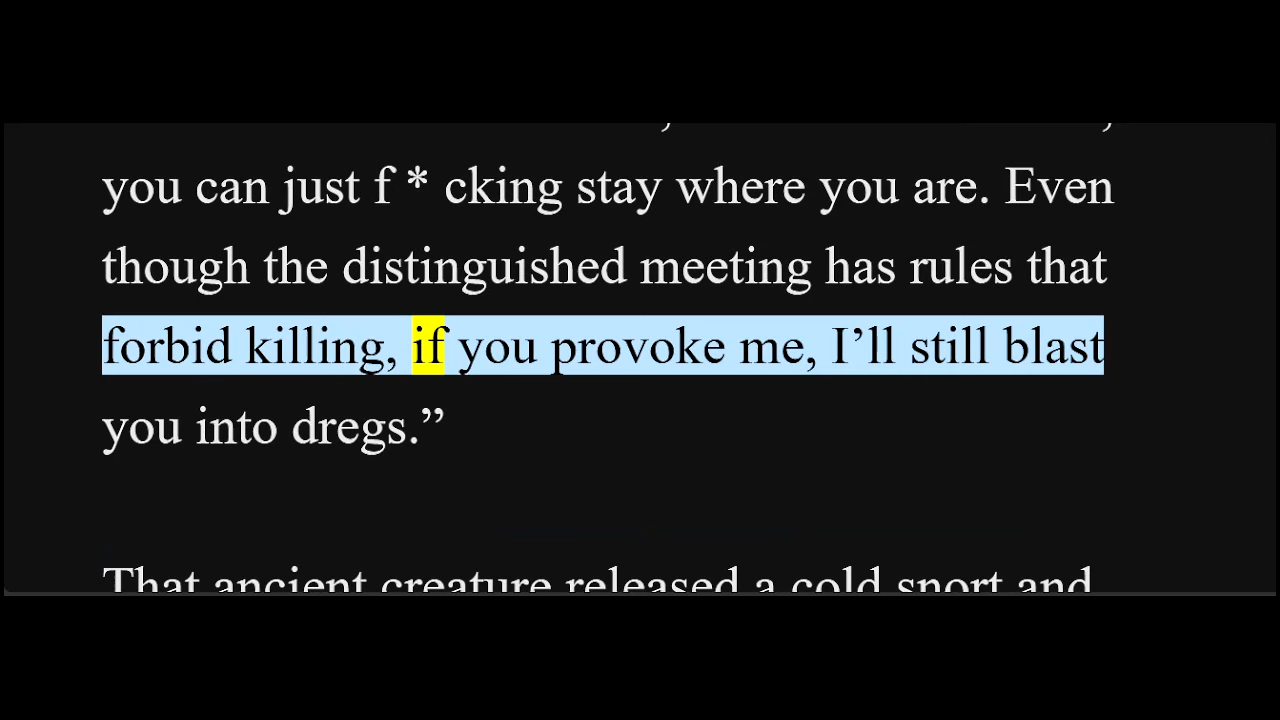 you can just f * cking stay where you are. Even
though the distinguished meeting has rules that
forbid killing, if you provoke me, I’ll still blast
you into dregs.”
That ancient creature released a cold snort and